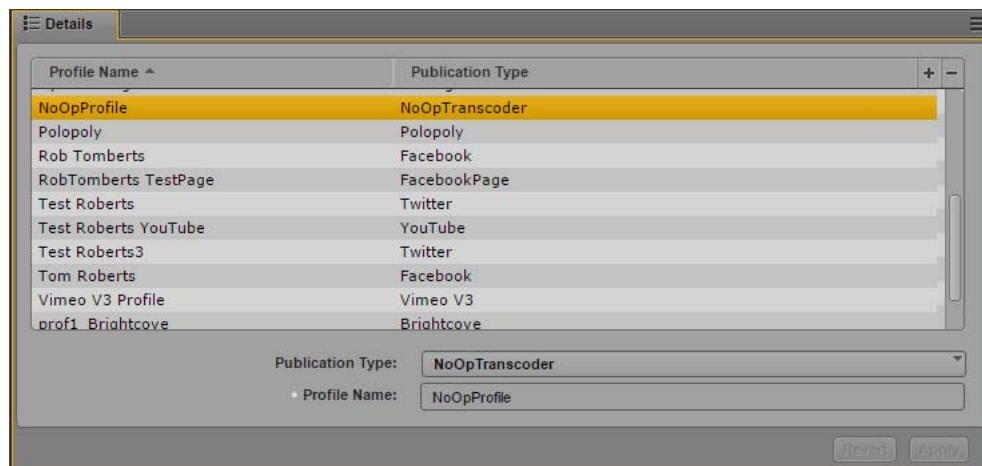 Details
Profile Name Publication Type + −
NoOpProfile NoOpTranscoder
Polopoly Polopoly
Rob Tomberts Facebook
RobTomberts TestPage FacebookPage
Test Roberts Twitter
Test Roberts YouTube YouTube
Test Roberts3 Twitter
Tom Roberts Facebook
Vimeo V3 Profile Vimeo V3
prof1_Brightcove Brightcove
Publication Type: NoOpTranscoder
Profile Name: NoOpProfile
Revert Apply